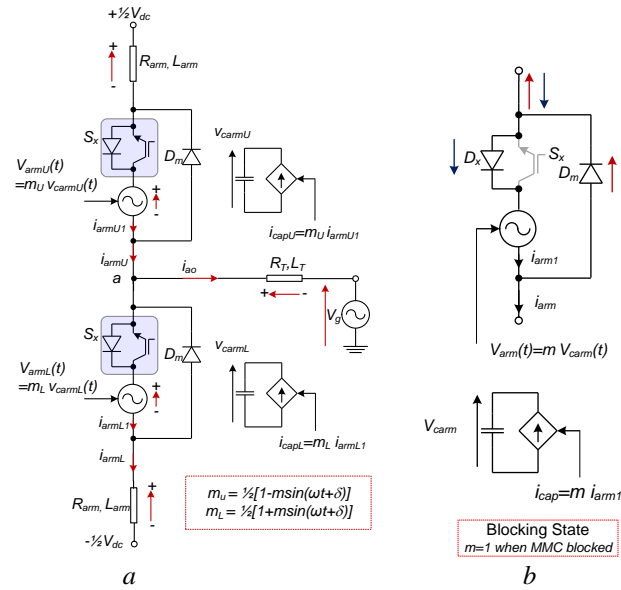 +½V_dc
+
-
R_arm, L_arm
S_x
D_m
V_armU(t)
=m_U v_carmU(t)
+
-
i_armU1
i_armU
v_carmU
i_capU=m_U i_armU1
a
i_ao
R_T,L_T
+
-
V_g
S_x
D_m
V_armL(t)
=m_L v_carmL(t)
+
-
i_armL1
i_armL
v_carmL
i_capL=m_L i_armL1
R_arm, L_arm
+
-
-½V_dc
m_u = ½[1-msin(ωt+δ)]
m_L = ½[1+msin(ωt+δ)]
a
D_x
S_x
D_m
i_arm1
i_arm
V_arm(t)=m V_carm(t)
V_carm
i_cap=m i_arm1
Blocking State
m=1 when MMC blocked
b